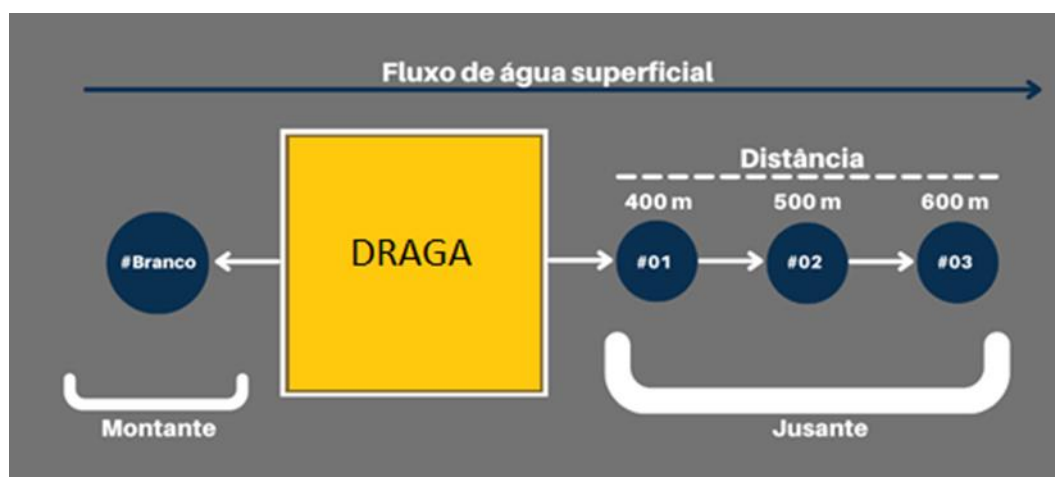 Fluxo de água superficial
Distância
400 m 500 m 600 m
#Branco DRAGA #01 #02 #03
Montante Jusante